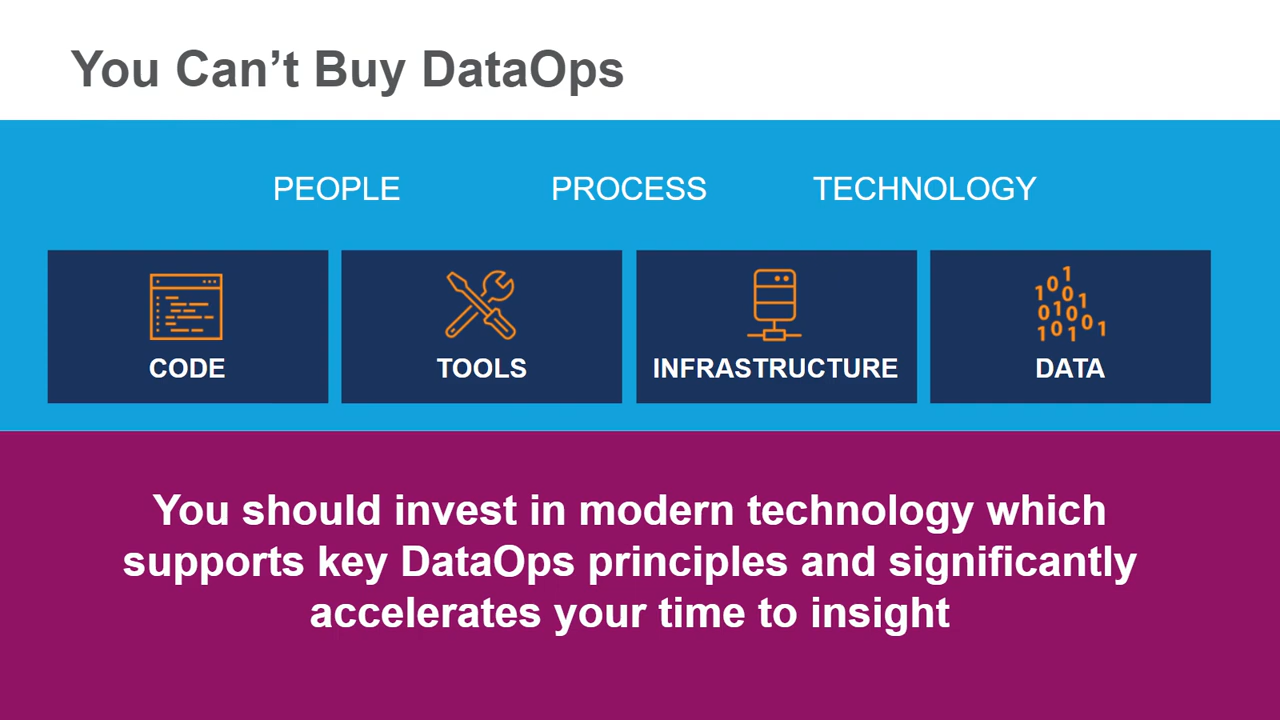 You Can’t Buy DataOps
PEOPLE PROCESS TECHNOLOGY
CODE TOOLS INFRASTRUCTURE DATA
You should invest in modern technology which
supports key DataOps principles and significantly
accelerates your time to insight